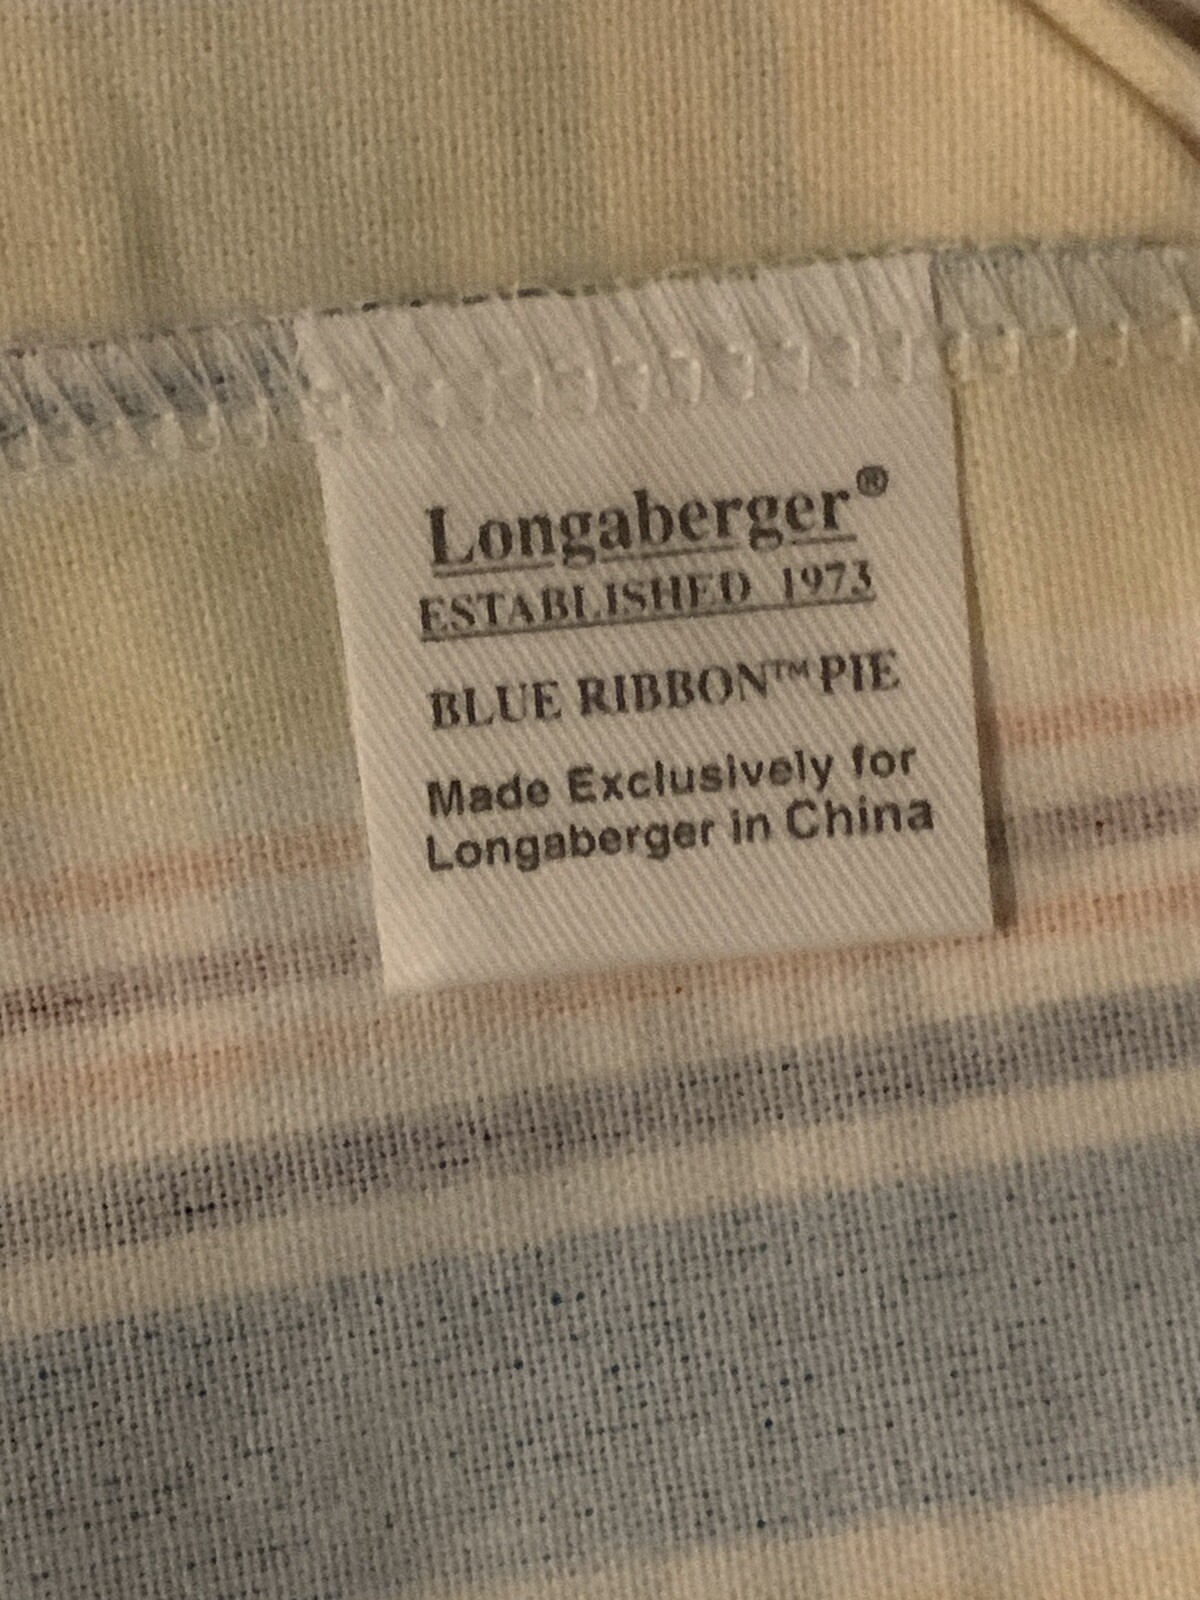 Longaberger®
ESTABLISHED 1973
BLUE RIBBON™ PIE
Made Exclusively for
Longaberger in China